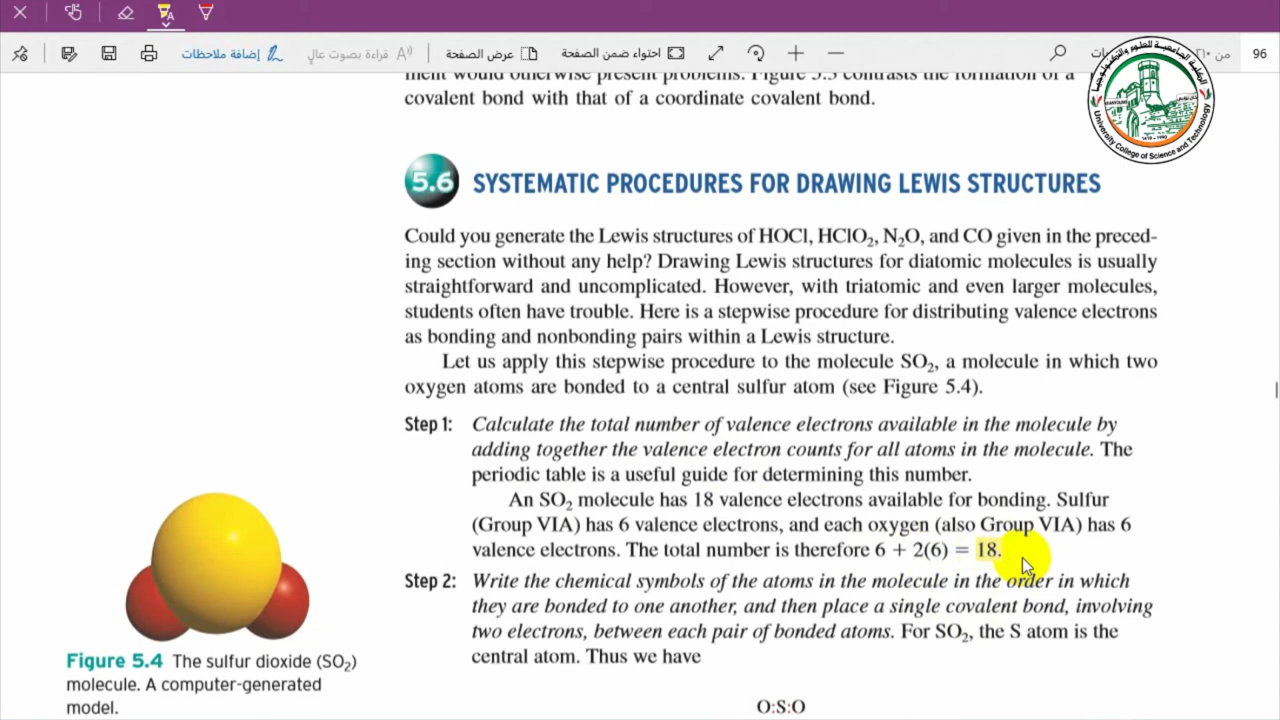 إضافة ملاحظات
قراءة بصوت عالٍ
عرض الصفحة
احتواء ضمن الصفحة
96
covalent bond with that of a coordinate covalent bond.
University College of Science and Technology
5.6 SYSTEMATIC PROCEDURES FOR DRAWING LEWIS STRUCTURES
Could you generate the Lewis structures of HOCl, HClO₂, N₂O, and CO given in the preced-
ing section without any help? Drawing Lewis structures for diatomic molecules is usually
straightforward and uncomplicated. However, with triatomic and even larger molecules,
students often have trouble. Here is a stepwise procedure for distributing valence electrons
as bonding and nonbonding pairs within a Lewis structure.
Let us apply this stepwise procedure to the molecule SO₂, a molecule in which two
oxygen atoms are bonded to a central sulfur atom (see Figure 5.4).
Step 1: Calculate the total number of valence electrons available in the molecule by
adding together the valence electron counts for all atoms in the molecule. The
periodic table is a useful guide for determining this number.
An SO₂ molecule has 18 valence electrons available for bonding. Sulfur
(Group VIA) has 6 valence electrons, and each oxygen (also Group VIA) has 6
valence electrons. The total number is therefore 6 + 2(6) = 18.
Step 2: Write the chemical symbols of the atoms in the molecule in the order in which
they are bonded to one another, and then place a single covalent bond, involving
two electrons, between each pair of bonded atoms. For SO₂, the S atom is the
central atom. Thus we have
O:S:O
Figure 5.4 The sulfur dioxide (SO₂)
molecule. A computer-generated
model.